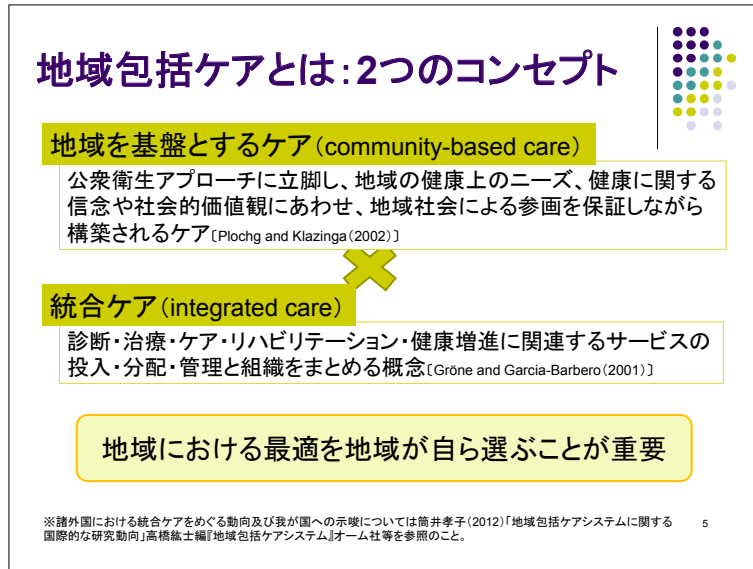 地域包括ケアとは：2つのコンセプト
地域を基盤とするケア（community-based care）
公衆衛生アプローチに立脚し、地域の健康上のニーズ、健康に関する
信念や社会的価値観にあわせ、地域社会による参画を保証しながら
構築されるケア〔Plochg and Klazinga（2002）〕
統合ケア（integrated care）
診断・治療・ケア・リハビリテーション・健康増進に関連するサービスの
投入・分配・管理と組織をまとめる概念〔Gröne and Garcia-Barbero（2001）〕
地域における最適を地域が自ら選ぶことが重要
※諸外国における統合ケアをめぐる動向及び我が国への示唆については筒井孝子（2012）「地域包括ケアシステムに関する
国際的な研究動向」高橋紘士編『地域包括ケアシステム』オーム社等を参照のこと。
5